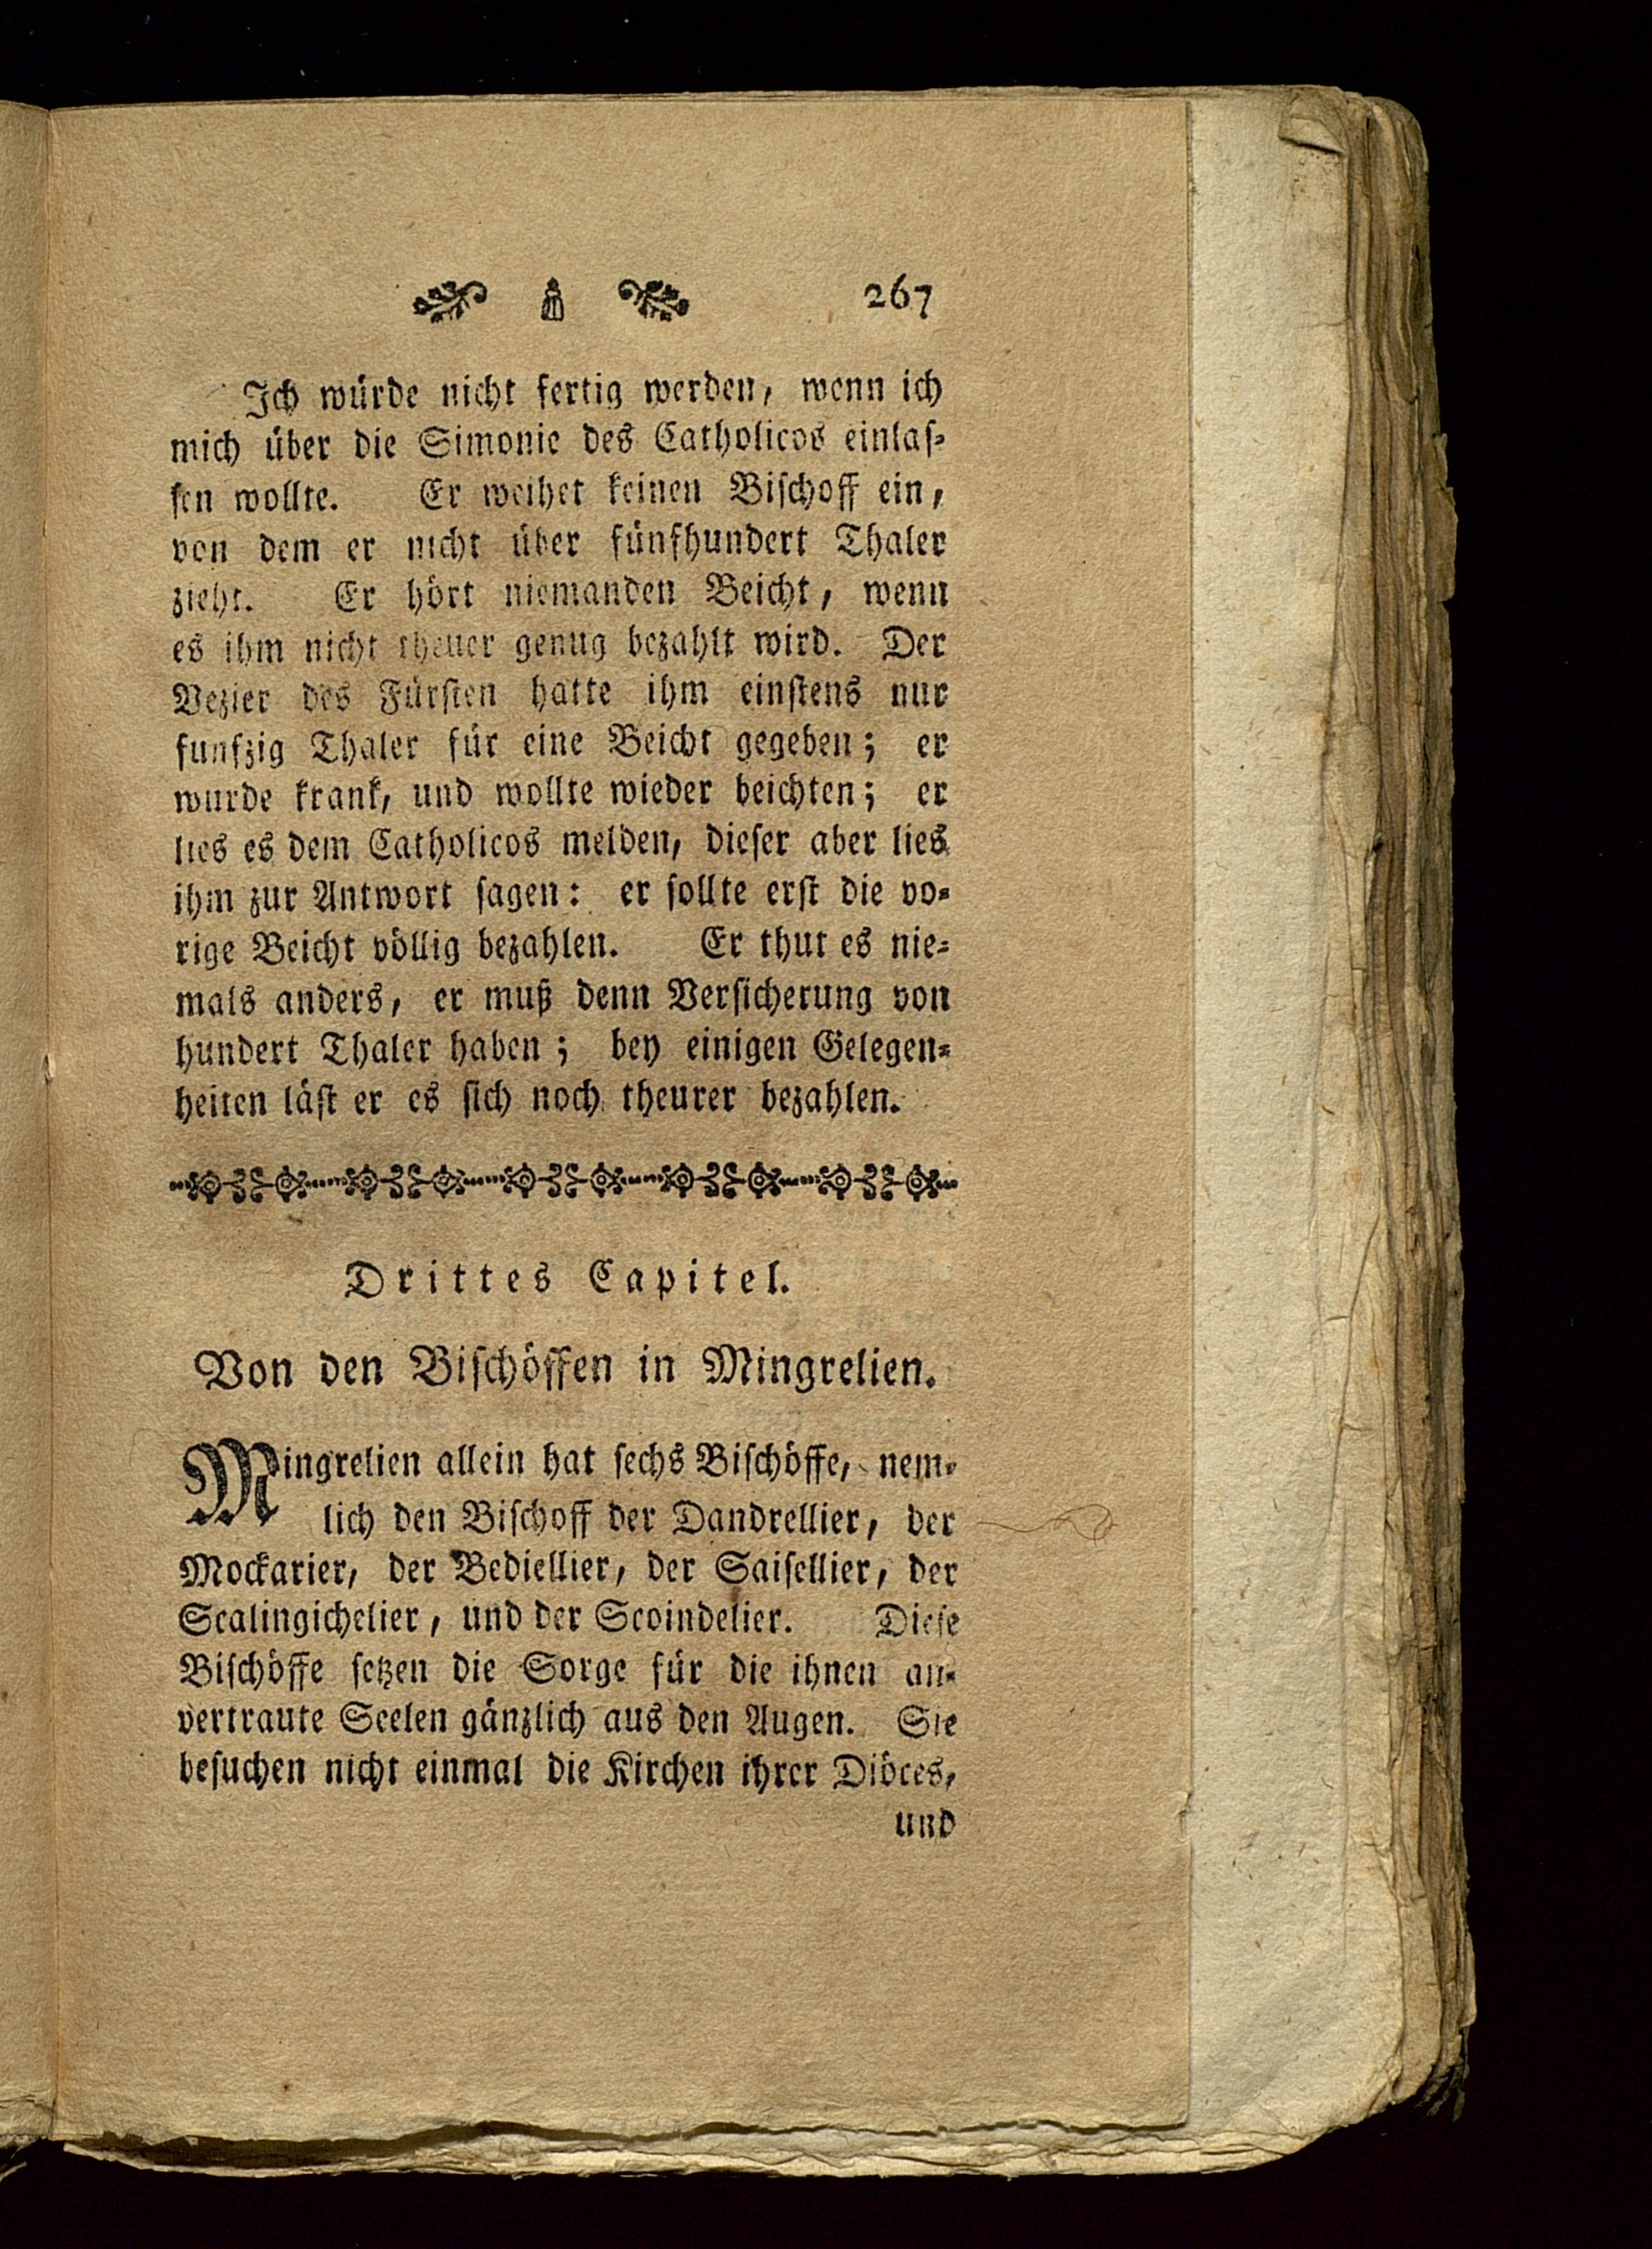 267
Ich würde nicht fertig werden, wenn ich
mich über die Simonie des Catholicos einlas-
sen wollte. Er weihet keinen Bischoff ein,
von dem er nicht über fünfhundert Thaler
zieht. Er hört niemanden Beicht, wenn
es ihm nicht theuer genug bezahlt wird. Der
Vezier des Fürsten hatte ihm einstens nur
funfzig Thaler für eine Beicht gegeben; er
wurde krank, und wollte wieder beichten; er
lies es dem Catholicos melden, dieser aber lies
ihm zur Antwort sagen: er sollte erst die vo-
rige Beicht völlig bezahlen. Er thut es nie-
mals anders, er muß denn Versicherung von
hundert Thaler haben; bey einigen Gelegen-
heiten läst er es sich noch theurer bezahlen.
Drittes Capitel.
Von den Bischöffen in Mingrelien.
Mingrelien allein hat sechs Bischöffe, nem-
lich den Bischoff der Dandrellier, der
Mockarier, der Bediellier, der Saisellier, der
Scalingichelier, und der Scoindelier. Diese
Bischöffe setzen die Sorge für die ihnen an-
vertraute Seelen gänzlich aus den Augen. Sie
besuchen nicht einmal die Kirchen ihrer Diöces,
und